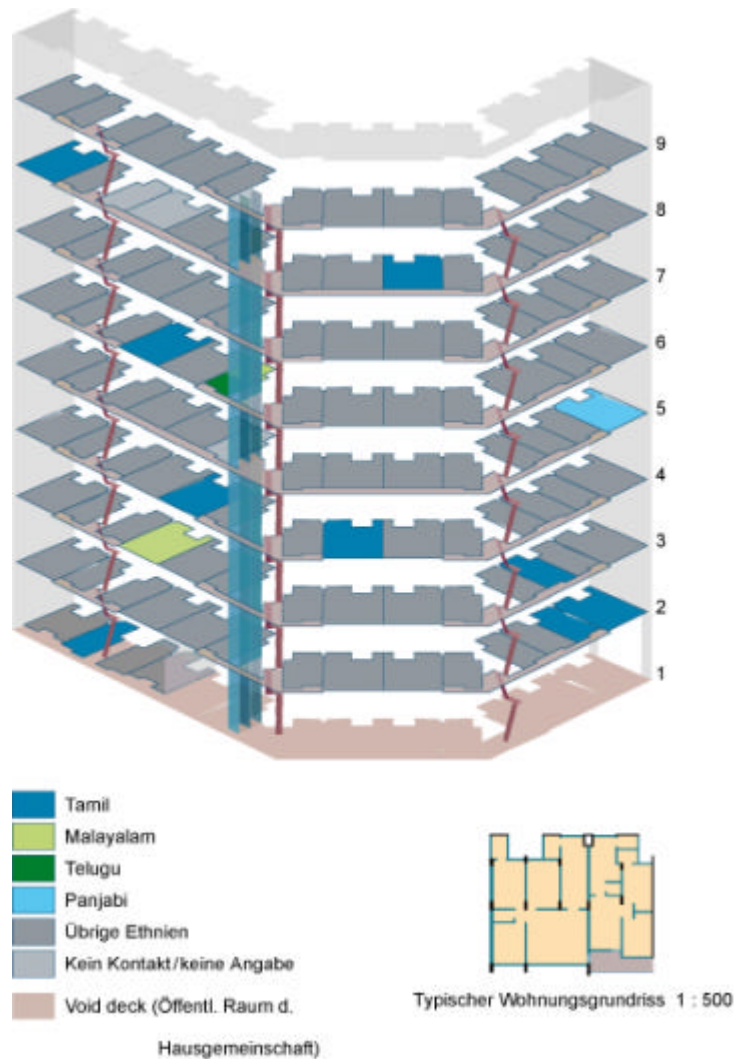 9
8
7
6
5
4
3
2
1
Tamil
Malayalam
Telugu
Panjabi
Übrige Ethnien
Kein Kontakt/keine Angabe
Void deck (Öffentl. Raum d.
Hausgemeinschaft)
Typischer Wohnungsgrundriss 1 : 500